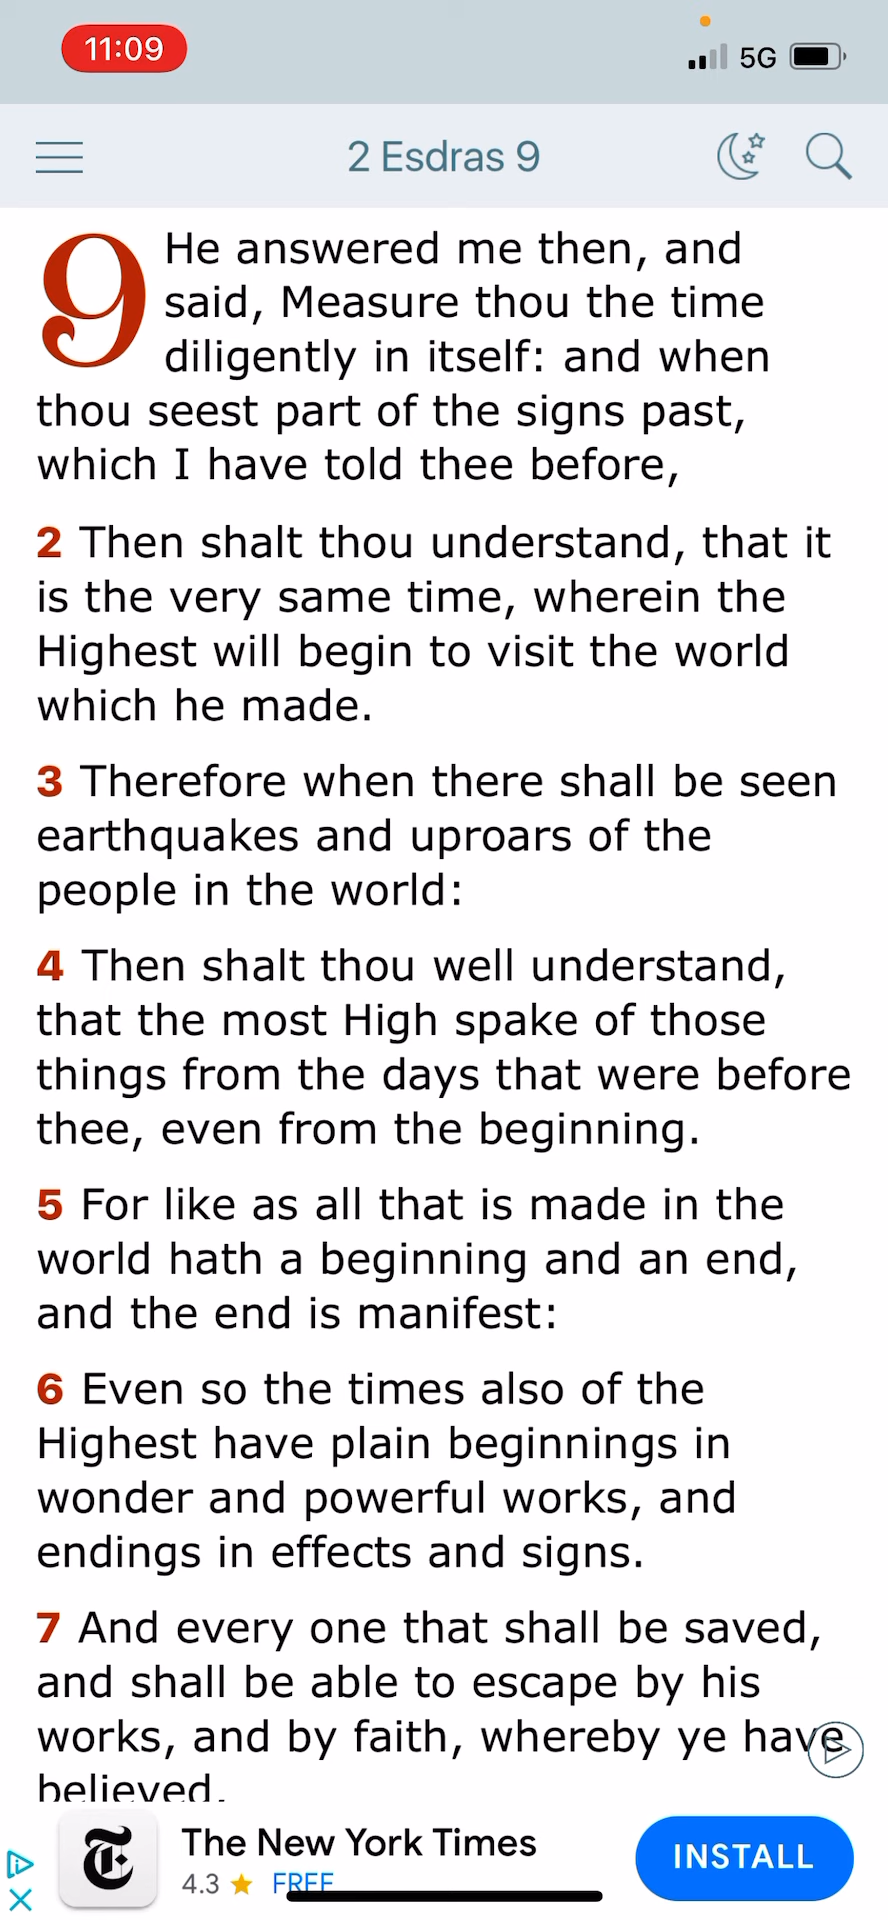 11:09
5G
2 Esdras 9
9 He answered me then, and
said, Measure thou the time
diligently in itself: and when
thou seest part of the signs past,
which I have told thee before,
2 Then shalt thou understand, that it
is the very same time, wherein the
Highest will begin to visit the world
which he made.
3 Therefore when there shall be seen
earthquakes and uproars of the
people in the world:
4 Then shalt thou well understand,
that the most High spake of those
things from the days that were before
thee, even from the beginning.
5 For like as all that is made in the
world hath a beginning and an end,
and the end is manifest:
6 Even so the times also of the
Highest have plain beginnings in
wonder and powerful works, and
endings in effects and signs.
7 And every one that shall be saved,
and shall be able to escape by his
works, and by faith, whereby ye have
believed,
The New York Times
4.3 ★ FREE
INSTALL